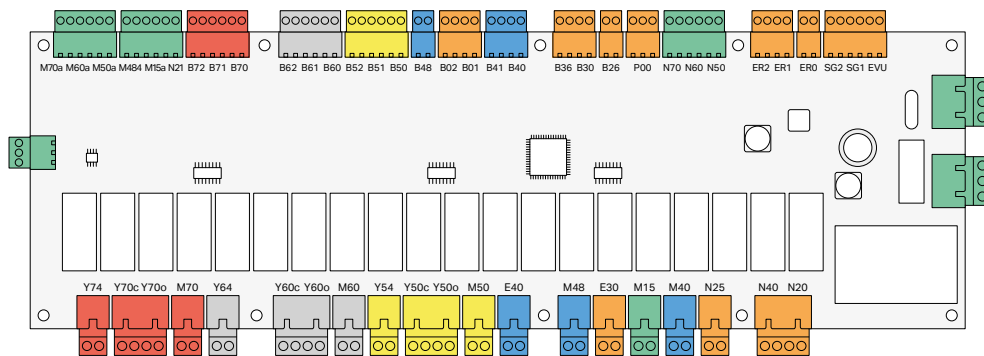 M70a M60a M50a M484 M15a N21 B72 B71 B70 B62 B61 B60 B52 B51 B50 B48 B02 B01 B41 B40 B36 B30 B26 P00 N70 N60 N50 ER2 ER1 ER0 SG2 SG1 EVU
Y74 Y70c Y70o M70 Y64 Y60c Y60o M60 Y54 Y50c Y50o M50 E40 M48 E30 M15 M40 N25 N40 N20